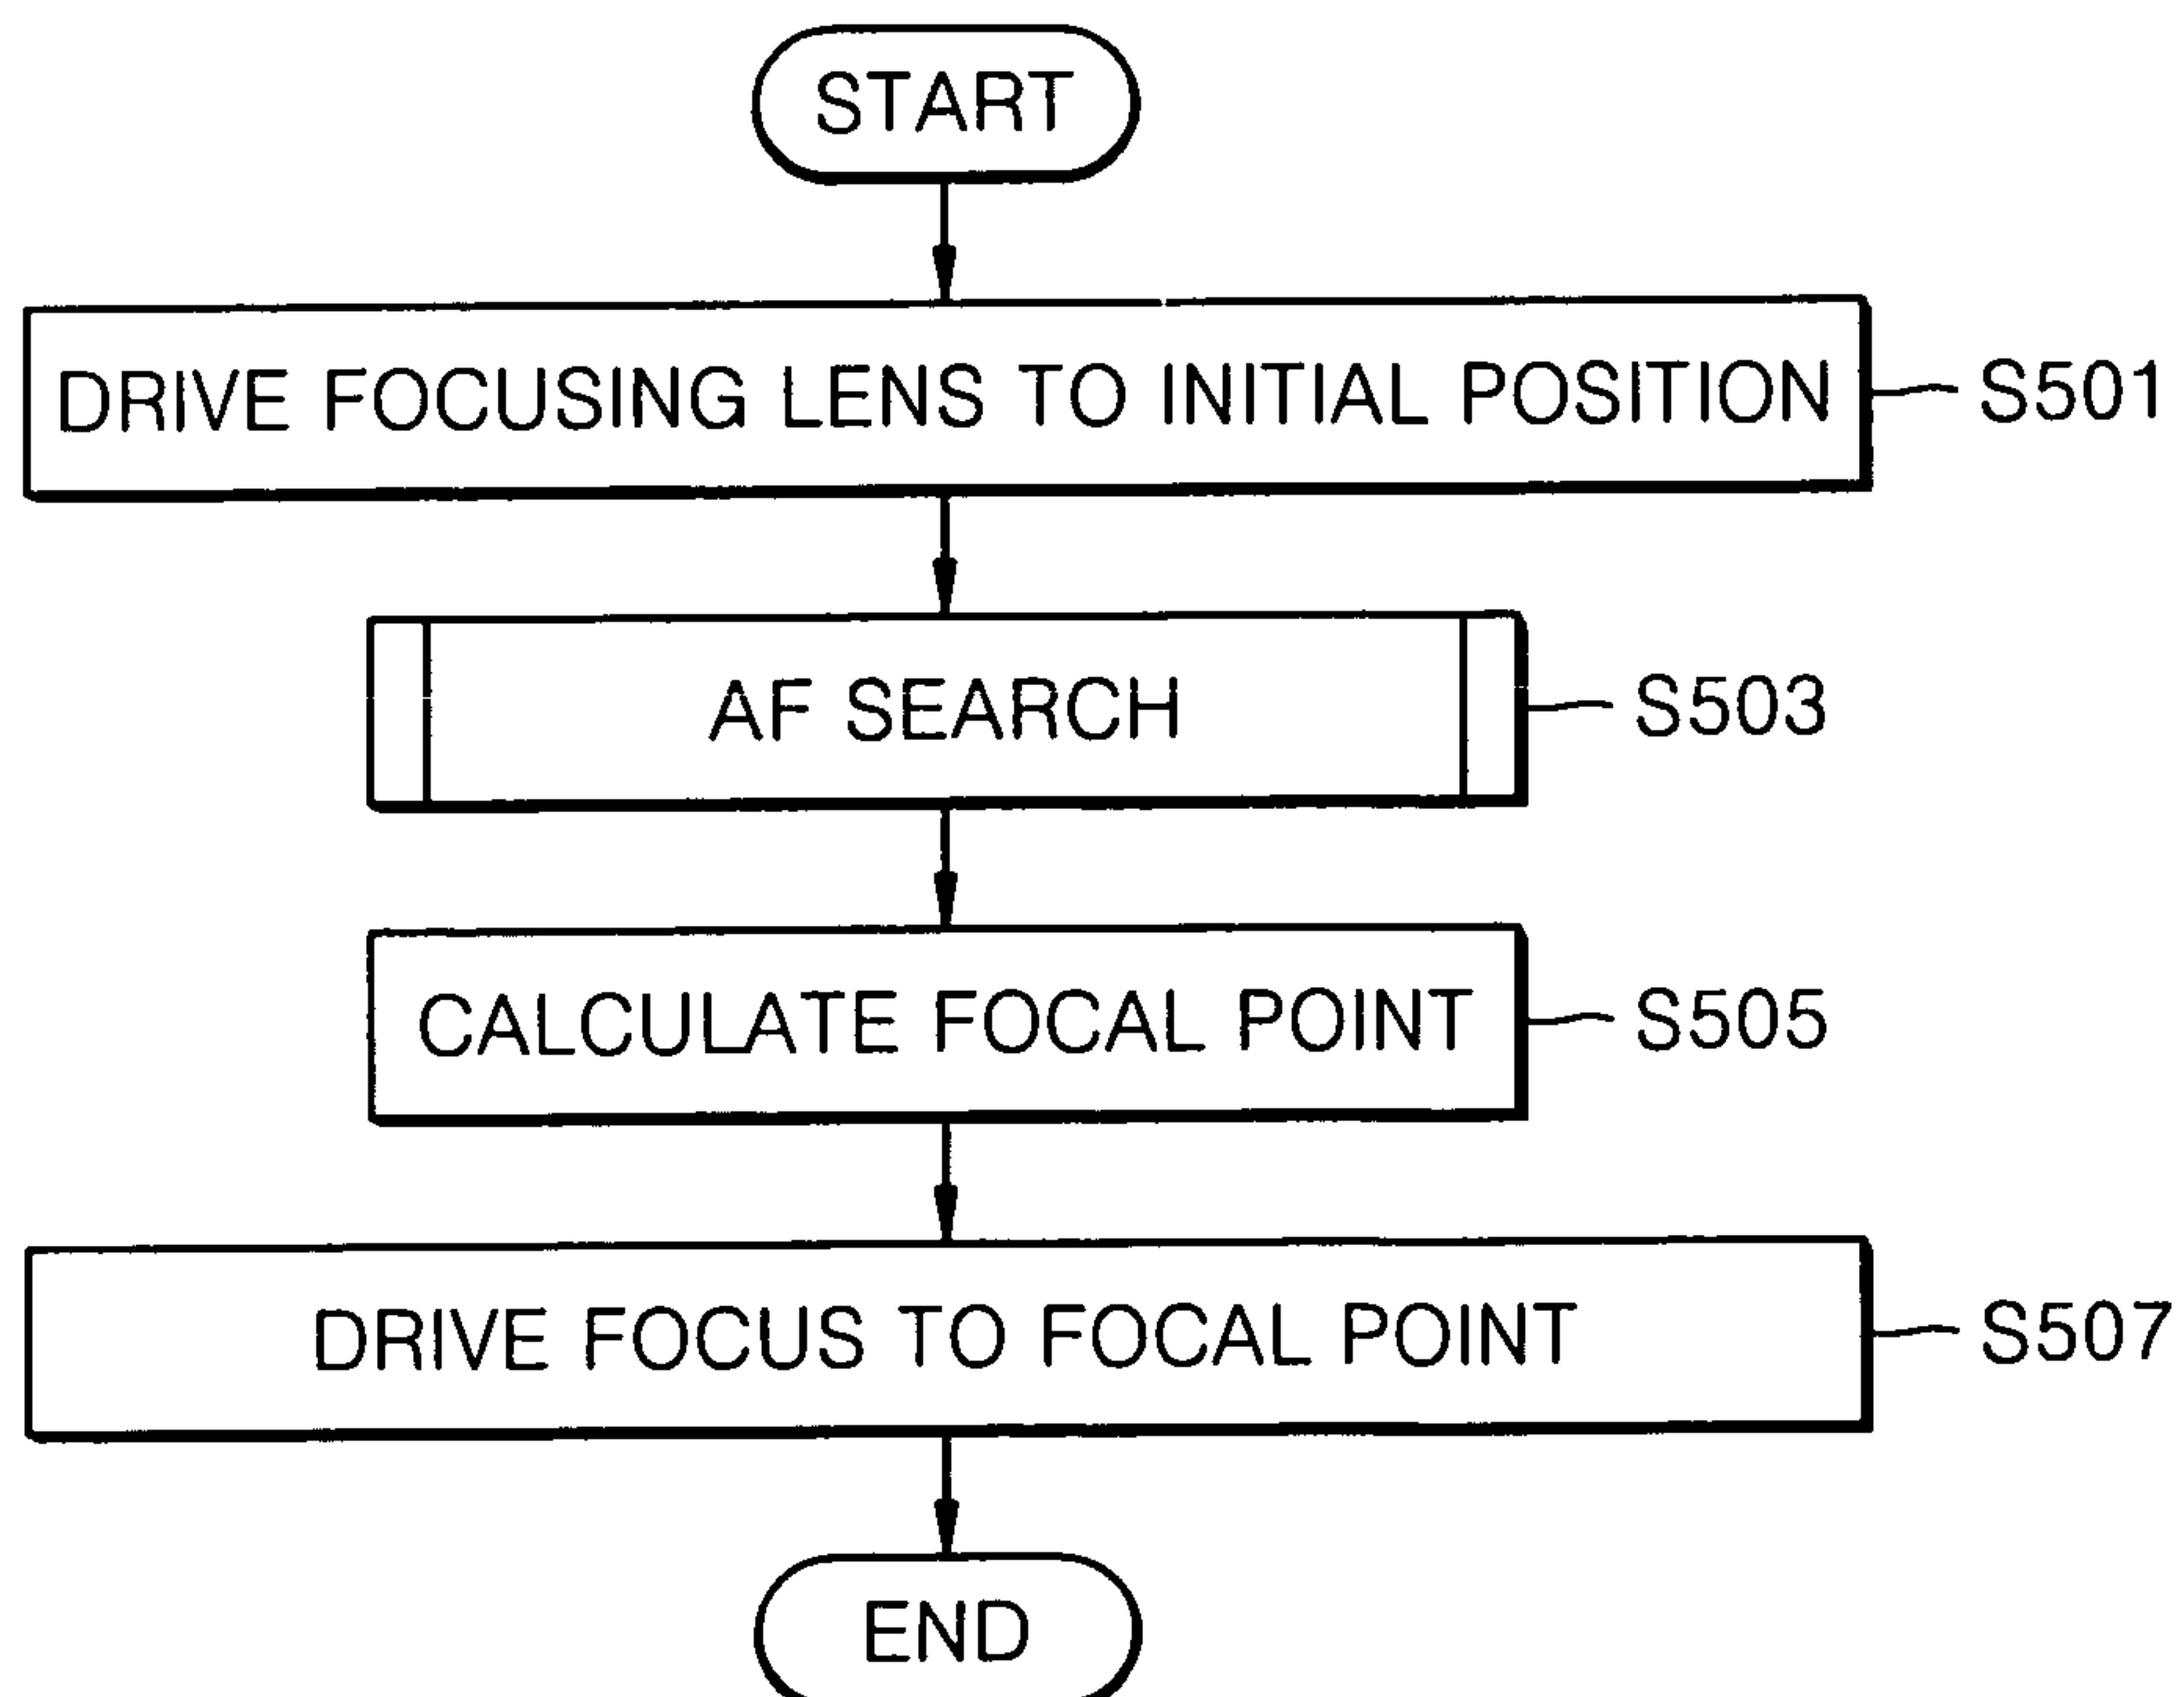 START
DRIVE FOCUSING LENS TO INITIAL POSITION
S501
AF SEARCH
S503
CALCULATE FOCAL POINT
S505
DRIVE FOCUS TO FOCAL POINT
S507
END